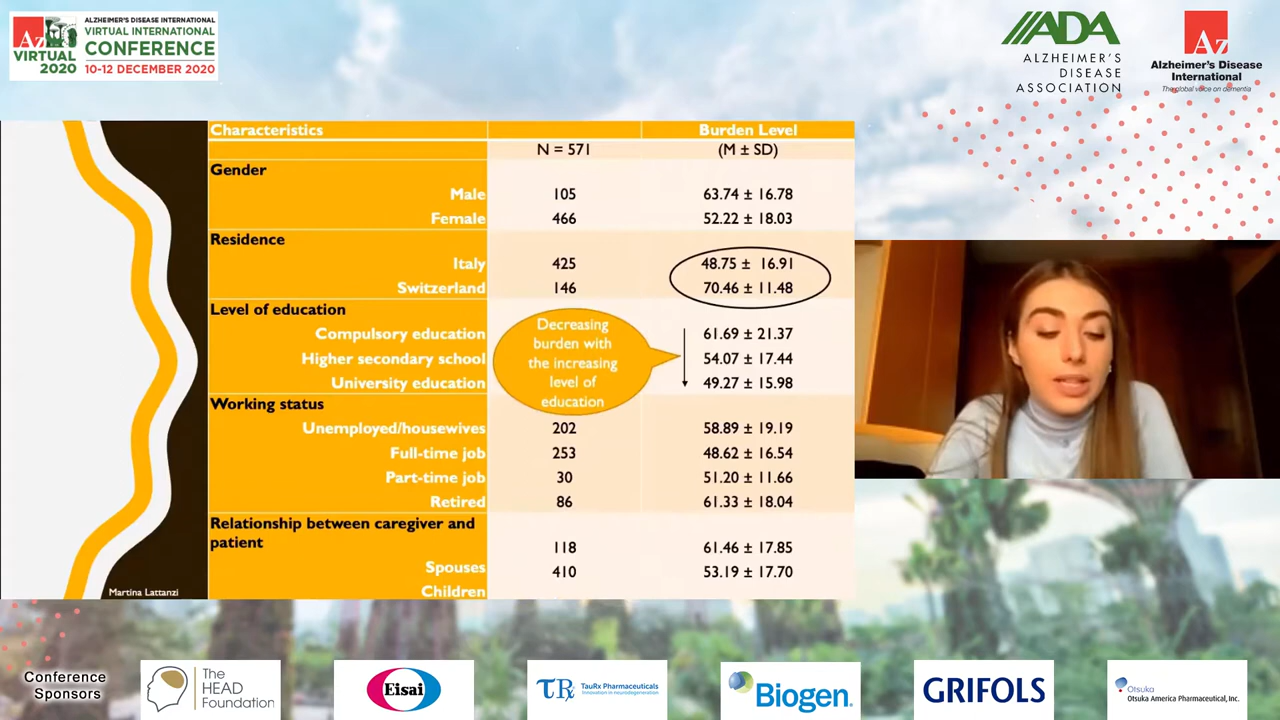 ALZHEIMER'S DISEASE INTERNATIONAL
VIRTUAL INTERNATIONAL
CONFERENCE
10-12 DECEMBER 2020
Az
VIRTUAL
2020
ADA
ALZHEIMER'S
DISEASE
ASSOCIATION
Az
Alzheimer's Disease
International
The global voice on dementia
Characteristics Burden Level
N = 571 (M ± SD)
Gender
Male 105 63.74 ± 16.78
Female 466 52.22 ± 18.03
Residence
Italy 425 48.75 ± 16.91
Switzerland 146 70.46 ± 11.48
Level of education
Compulsory education 61.69 ± 21.37
Higher secondary school 54.07 ± 17.44
University education 49.27 ± 15.98
Decreasing
burden with
the increasing
level of
education
Working status
Unemployed/housewives 202 58.89 ± 19.19
Full-time job 253 48.62 ± 16.54
Part-time job 30 51.20 ± 11.66
Retired 86 61.33 ± 18.04
Relationship between caregiver and
patient
118 61.46 ± 17.85
Spouses
410 53.19 ± 17.70
Children
Martina Lattanzi
Conference
Sponsors
The
HEAD
Foundation
Eisai
TRx TauRx Pharmaceuticals
Innovation in neurodegeneration
Biogen.
GRIFOLS
Otsuka
Otsuka America Pharmaceutical, Inc.